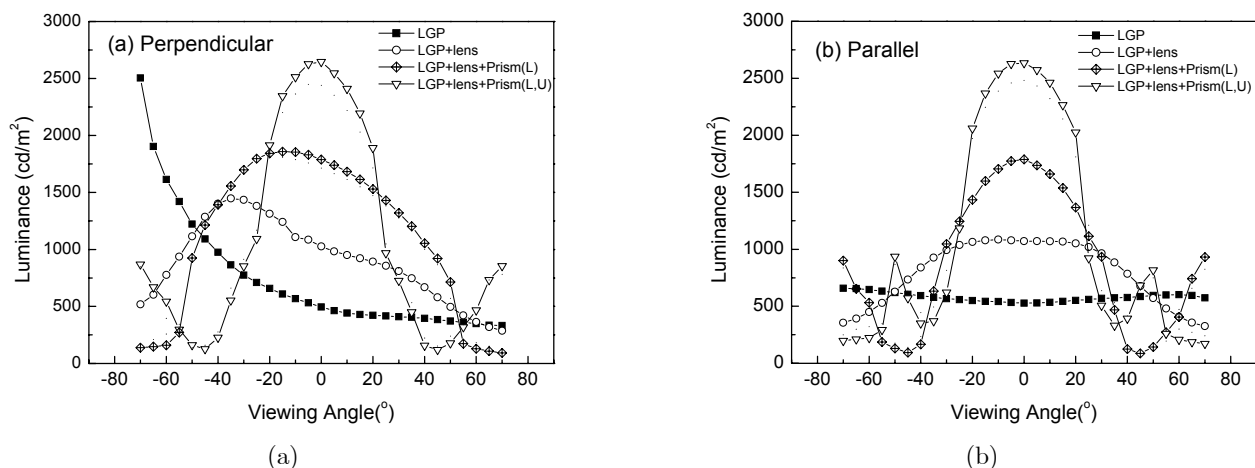 (a) Perpendicular
LGP
LGP+lens
LGP+lens+Prism(L)
LGP+lens+Prism(L,U)
Luminance (cd/m²)
3000
2500
2000
1500
1000
500
0
-80 -60 -40 -20 0 20 40 60 80
Viewing Angle(°)
(a)
(b) Parallel
LGP
LGP+lens
LGP+lens+Prism(L)
LGP+lens+Prism(L,U)
Luminance (cd/m²)
3000
2500
2000
1500
1000
500
0
-80 -60 -40 -20 0 20 40 60 80
Viewing Angle(°)
(b)